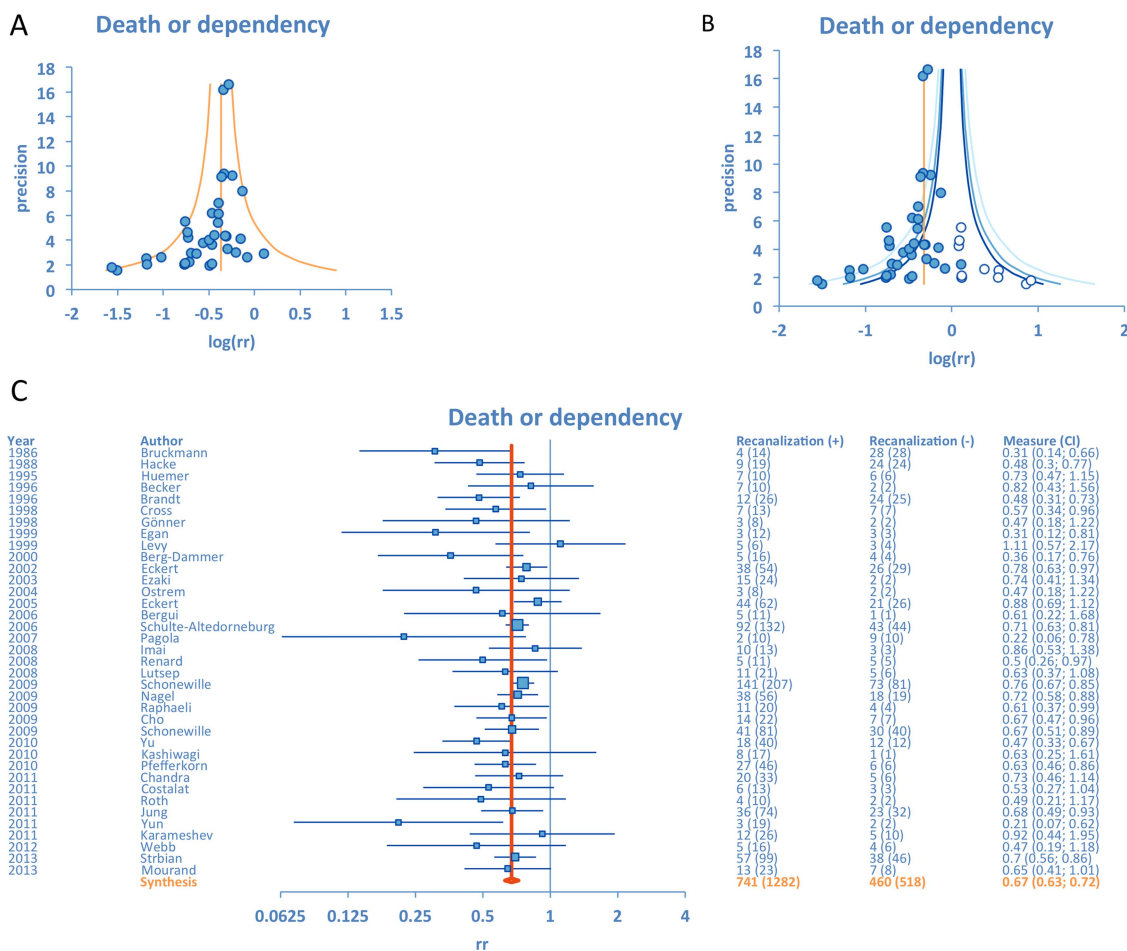 A
Death or dependency
18
16
14
12
10
8
6
4
2
0
precision
-2 -1.5 -1 -0.5 0 0.5 1 1.5
log(rr)
B
Death or dependency
18
16
14
12
10
8
6
4
2
0
precision
-2 -1 0 1 2
log(rr)
C
Death or dependency
Year Author Recanalization (+) Recanalization (-) Measure (CI)
1986 Bruckmann 4 (14) 28 (28) 0.31 (0.14; 0.66)
1988 Hacke 9 (19) 24 (24) 0.48 (0.3; 0.77)
1995 Huemer 7 (10) 6 (6) 0.73 (0.47; 1.15)
1996 Becker 7 (10) 2 (2) 0.82 (0.43; 1.56)
1996 Brandt 12 (26) 24 (25) 0.48 (0.31; 0.73)
1998 Cross 7 (13) 7 (7) 0.57 (0.34; 0.96)
1998 Gönner 3 (8) 2 (2) 0.47 (0.18; 1.22)
1999 Egan 3 (12) 3 (3) 0.31 (0.12; 0.81)
1999 Levy 5 (6) 3 (4) 1.11 (0.57; 2.17)
2000 Berg-Dammer 5 (16) 4 (4) 0.36 (0.17; 0.76)
2002 Eckert 38 (54) 26 (29) 0.78 (0.63; 0.97)
2003 Ezaki 15 (24) 2 (2) 0.74 (0.41; 1.34)
2004 Ostrem 3 (8) 2 (2) 0.47 (0.18; 1.22)
2005 Eckert 44 (62) 21 (26) 0.88 (0.69; 1.12)
2006 Bergui 5 (11) 1 (1) 0.61 (0.22; 1.68)
2006 Schulte-Altedorneburg 92 (132) 43 (44) 0.71 (0.63; 0.81)
2007 Pagola 2 (10) 9 (10) 0.22 (0.06; 0.78)
2008 Imai 10 (13) 3 (3) 0.86 (0.53; 1.38)
2008 Renard 5 (11) 5 (5) 0.5 (0.26; 0.97)
2008 Lutsep 11 (21) 5 (6) 0.63 (0.37; 1.08)
2009 Schonewille 141 (207) 73 (81) 0.76 (0.67; 0.85)
2009 Nagel 38 (56) 18 (19) 0.72 (0.58; 0.88)
2009 Raphaeli 11 (20) 4 (4) 0.61 (0.37; 0.99)
2009 Cho 14 (22) 7 (7) 0.67 (0.47; 0.96)
2009 Schonewille 41 (81) 30 (40) 0.67 (0.51; 0.89)
2010 Yu 18 (40) 12 (12) 0.47 (0.33; 0.67)
2010 Kashiwagi 8 (17) 1 (1) 0.63 (0.25; 1.61)
2010 Pfefferkorn 27 (46) 6 (6) 0.63 (0.46; 0.86)
2011 Chandra 20 (33) 5 (6) 0.73 (0.46; 1.14)
2011 Costalat 6 (13) 3 (3) 0.53 (0.27; 1.04)
2011 Roth 4 (10) 2 (2) 0.49 (0.21; 1.17)
2011 Jung 36 (74) 23 (32) 0.68 (0.49; 0.93)
2011 Yun 3 (19) 2 (2) 0.21 (0.07; 0.62)
2011 Karameshev 12 (26) 5 (10) 0.92 (0.44; 1.95)
2012 Webb 5 (16) 4 (6) 0.47 (0.19; 1.18)
2013 Strbian 57 (99) 38 (46) 0.7 (0.56; 0.86)
2013 Mourand 13 (23) 7 (8) 0.65 (0.41; 1.01)
Synthesis 741 (1282) 460 (518) 0.67 (0.63; 0.72)
0.0625 0.125 0.25 0.5 1 2 4
rr